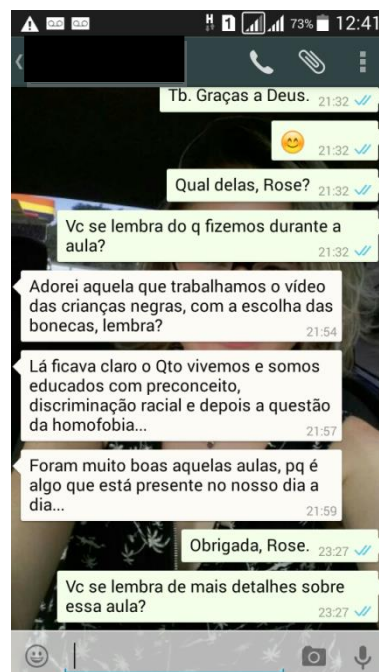 73% 12:41
Tb. Graças a Deus. 21:32
😊 21:32
Qual delas, Rose? 21:32
Vc se lembra do q fizemos durante a
aula? 21:32
Adorei aquela que trabalhamos o vídeo
das crianças negras, com a escolha das
bonecas, lembra?
21:54
Lá ficava claro o Qto vivemos e somos
educados com preconceito,
discriminação racial e depois a questão
da homofobia...
21:57
Foram muito boas aquelas aulas, pq é
algo que está presente no nosso dia a
dia...
21:59
Obrigada, Rose. 23:27
Vc se lembra de mais detalhes sobre
essa aula?
23:27